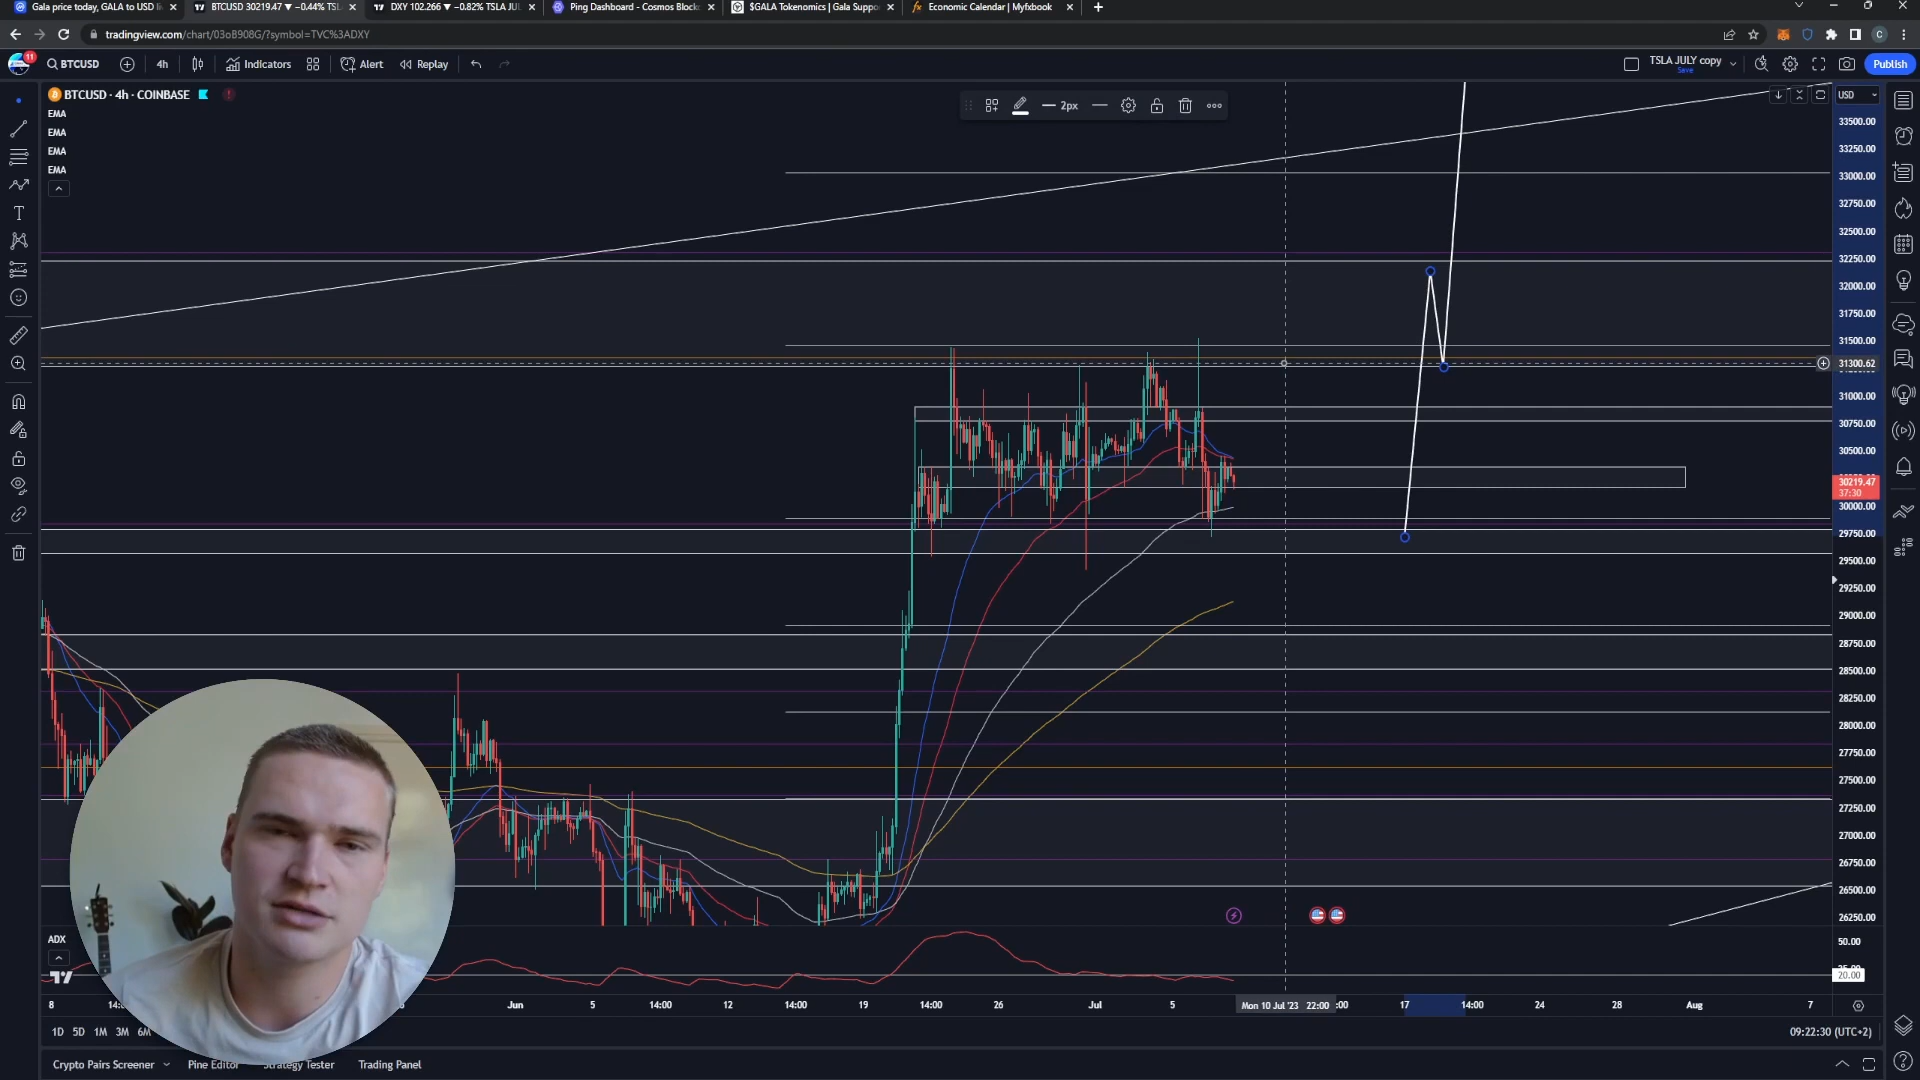 Gala price today, GALA to USD li
BTCUSD 30219.47 ▼ −0.44% TSL
DXY 102.266 ▼ −0.82% TSLA JUL
Ping Dashboard - Cosmos Block
$GALA Tokenomics | Gala Suppo
Economic Calendar | Myfxbook
tradingview.com/chart/03oB908G/?symbol=TVC%3ADXY
C
11
BTCUSD
4h
Indicators
Alert
Replay
TSLA JULY copy
Save
Publish
BTCUSD · 4h · COINBASE
2px
USD
EMA
EMA
EMA
EMA
33500.00
33250.00
33000.00
32750.00
32500.00
32250.00
32000.00
31750.00
31500.00
31300.62
31000.00
30750.00
30500.00
30219.47
37:30
30000.00
29750.00
29500.00
29250.00
29000.00
28750.00
28500.00
28250.00
28000.00
27750.00
27500.00
27250.00
27000.00
26750.00
26500.00
26250.00
ADX
50.00
20.00
8
14:
Jun
5
14:00
12
14:00
19
14:00
26
Jul
5
Mon 10 Jul '23 22:00
:00
17
14:00
24
28
Aug
7
1D 5D 1M 3M 6M
09:22:30 (UTC+2)
Crypto Pairs Screener
Pine Editor
Strategy Tester
Trading Panel